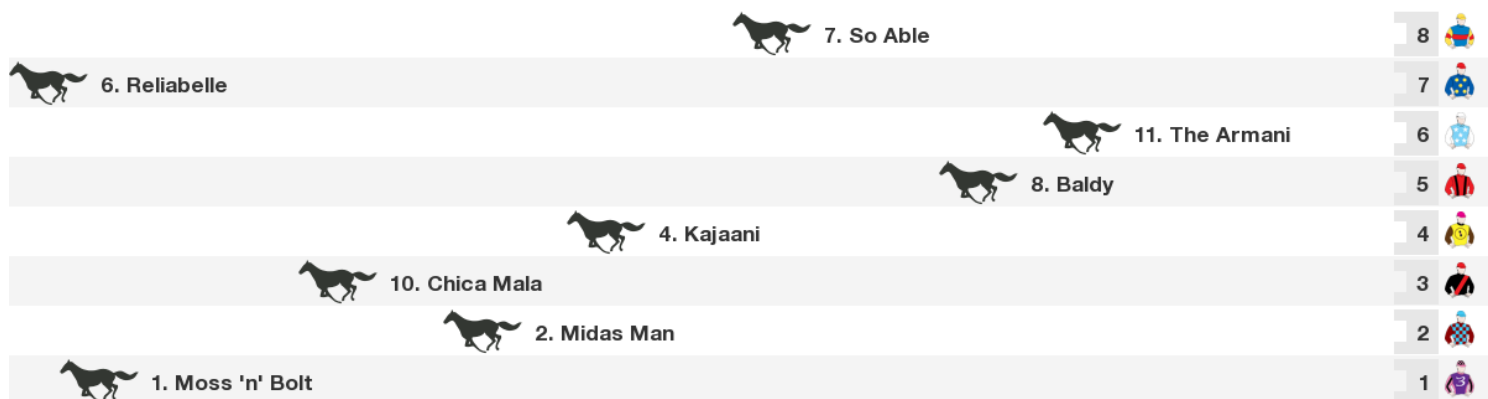 7. So Able 8
6. Reliabelle 7
11. The Armani 6
8. Baldy 5
4. Kajaani 4
10. Chica Mala 3
2. Midas Man 2
1. Moss 'n' Bolt 1 3